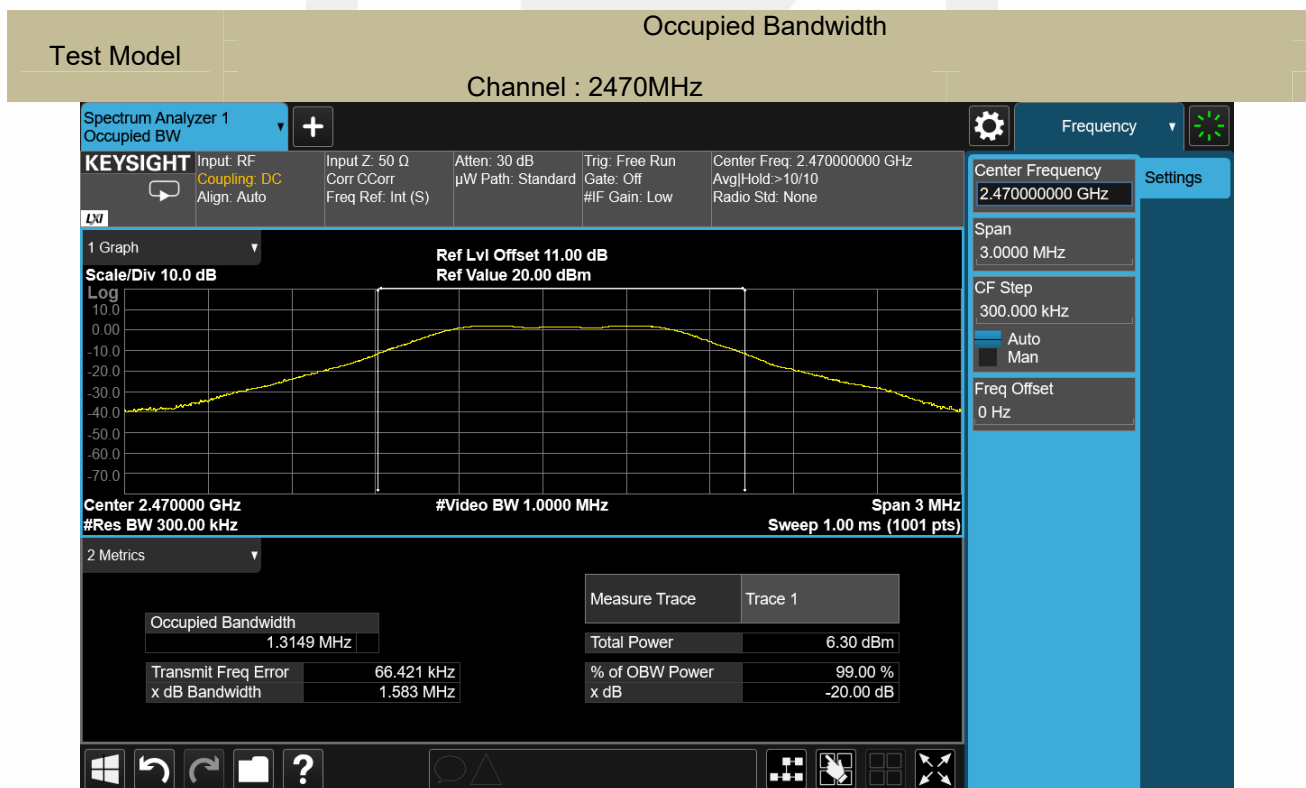 Occupied Bandwidth
Test Model
Channel : 2470MHz
Spectrum Analyzer 1
Occupied BW
Frequency
KEYSIGHT
LXI
Input: RF
Coupling: DC
Align: Auto
Input Z: 50 Ω
Corr CCorr
Freq Ref: Int (S)
Atten: 30 dB
µW Path: Standard
Trig: Free Run
Gate: Off
#IF Gain: Low
Center Freq: 2.470000000 GHz
Avg|Hold:>10/10
Radio Std: None
Center Frequency
2.470000000 GHz
Settings
Span
3.0000 MHz
CF Step
300.000 kHz
Auto
Man
Freq Offset
0 Hz
1 Graph
Ref Lvl Offset 11.00 dB
Scale/Div 10.0 dB
Ref Value 20.00 dBm
Log
10.0
0.00
-10.0
-20.0
-30.0
-40.0
-50.0
-60.0
-70.0
Center 2.470000 GHz
#Video BW 1.0000 MHz
Span 3 MHz
#Res BW 300.00 kHz
Sweep 1.00 ms (1001 pts)
2 Metrics
Measure Trace
Trace 1
Occupied Bandwidth
1.3149 MHz
Total Power
6.30 dBm
Transmit Freq Error
66.421 kHz
% of OBW Power
99.00 %
x dB Bandwidth
1.583 MHz
x dB
-20.00 dB
?